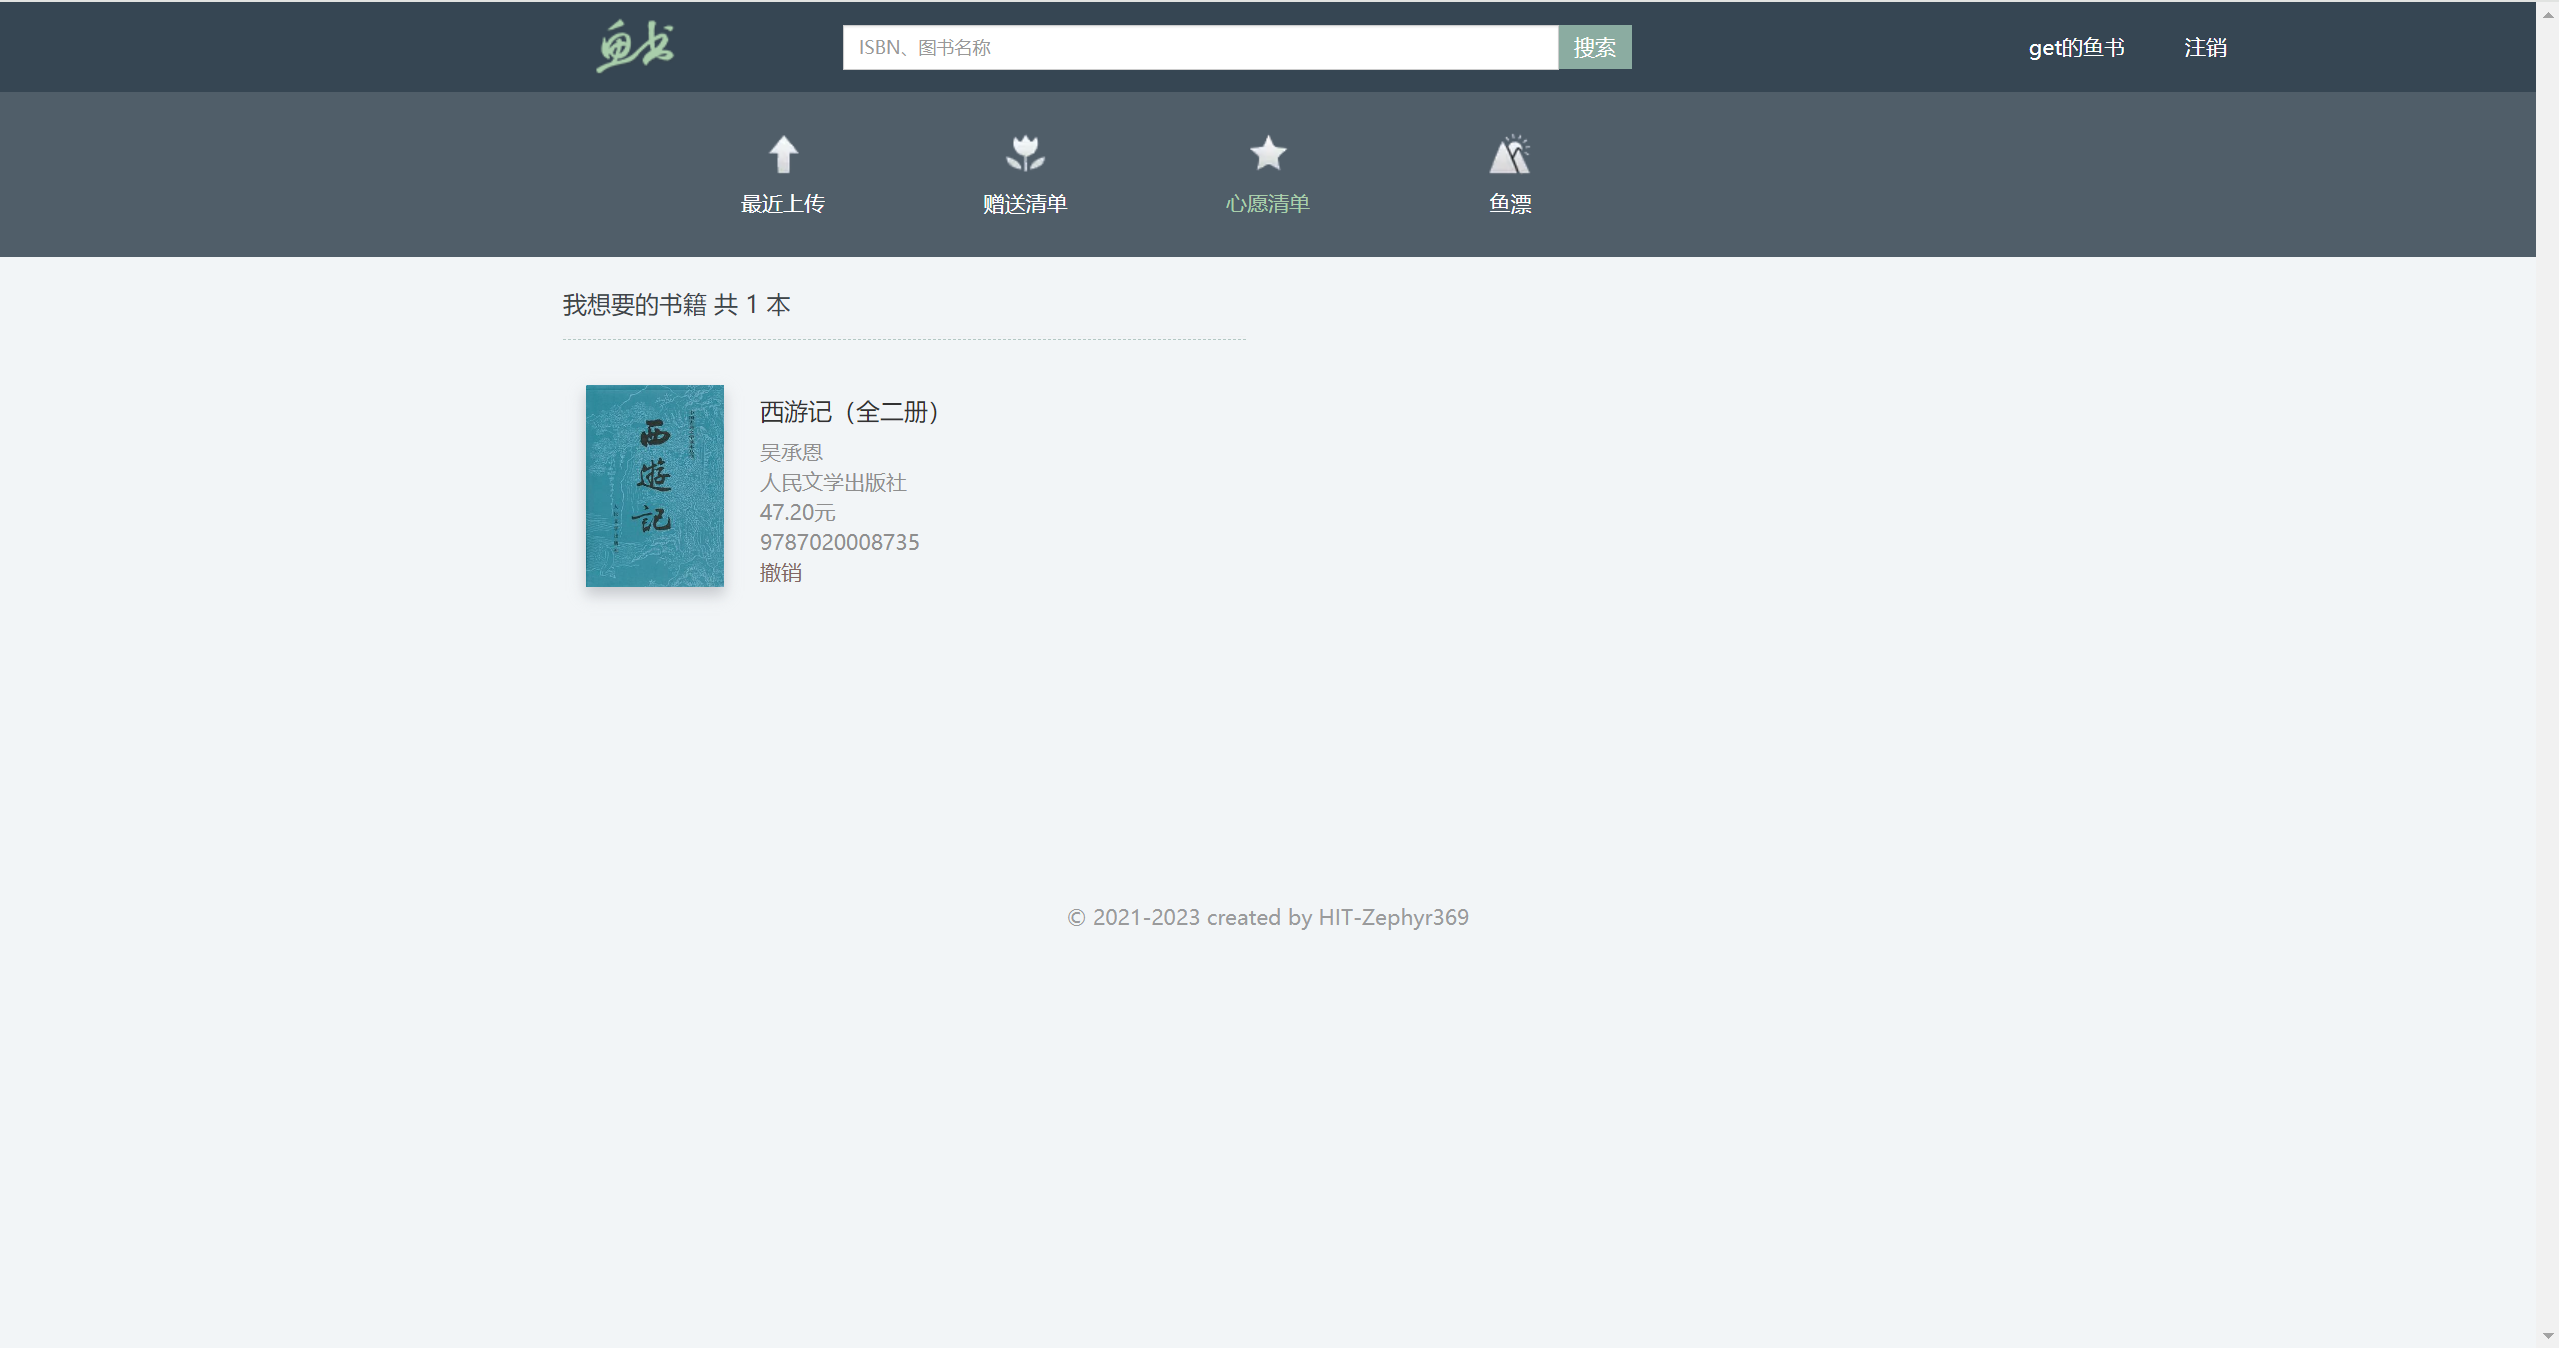 鱼书
ISBN、图书名称
搜索
get的鱼书
注销
最近上传
赠送清单
心愿清单
鱼漂
我想要的书籍 共 1 本
西遊記
西游记（全二册）
吴承恩
人民文学出版社
47.20元
9787020008735
撤销
© 2021-2023 created by HIT-Zephyr369